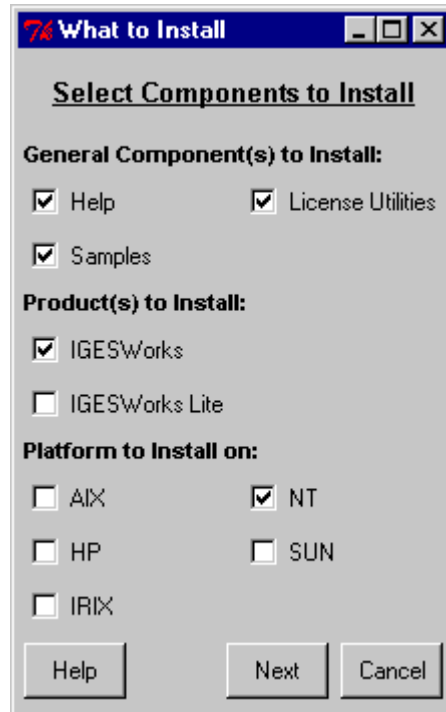 What to Install
Select Components to Install
General Component(s) to Install:
Help License Utilities
Samples
Product(s) to Install:
IGESWorks
IGESWorks Lite
Platform to Install on:
AIX NT
HP SUN
IRIX
Help Next Cancel